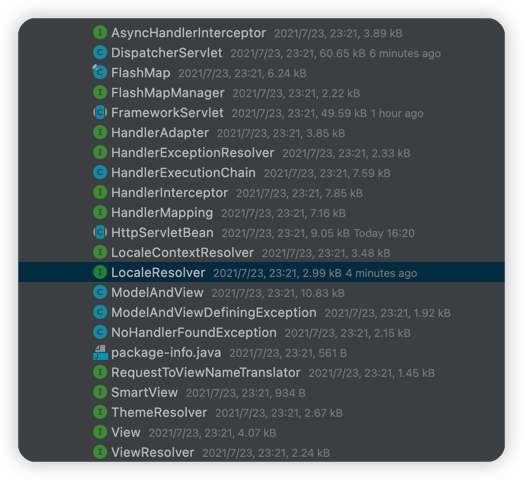 AsyncHandlerInterceptor 2021/7/23, 23:21, 3.89 kB
DispatcherServlet 2021/7/23, 23:21, 60.65 kB 6 minutes ago
FlashMap 2021/7/23, 23:21, 6.24 kB
FlashMapManager 2021/7/23, 23:21, 2.22 kB
FrameworkServlet 2021/7/23, 23:21, 49.59 kB 1 hour ago
HandlerAdapter 2021/7/23, 23:21, 3.85 kB
HandlerExceptionResolver 2021/7/23, 23:21, 2.33 kB
HandlerExecutionChain 2021/7/23, 23:21, 7.59 kB
HandlerInterceptor 2021/7/23, 23:21, 7.85 kB
HandlerMapping 2021/7/23, 23:21, 7.16 kB
HttpServletBean 2021/7/23, 23:21, 9.05 kB Today 16:20
LocaleContextResolver 2021/7/23, 23:21, 3.48 kB
LocaleResolver 2021/7/23, 23:21, 2.99 kB 4 minutes ago
ModelAndView 2021/7/23, 23:21, 10.83 kB
ModelAndViewDefiningException 2021/7/23, 23:21, 1.92 kB
NoHandlerFoundException 2021/7/23, 23:21, 2.15 kB
package-info.java 2021/7/23, 23:21, 561 B
RequestToViewNameTranslator 2021/7/23, 23:21, 1.45 kB
SmartView 2021/7/23, 23:21, 934 B
ThemeResolver 2021/7/23, 23:21, 2.67 kB
View 2021/7/23, 23:21, 4.07 kB
ViewResolver 2021/7/23, 23:21, 2.24 kB